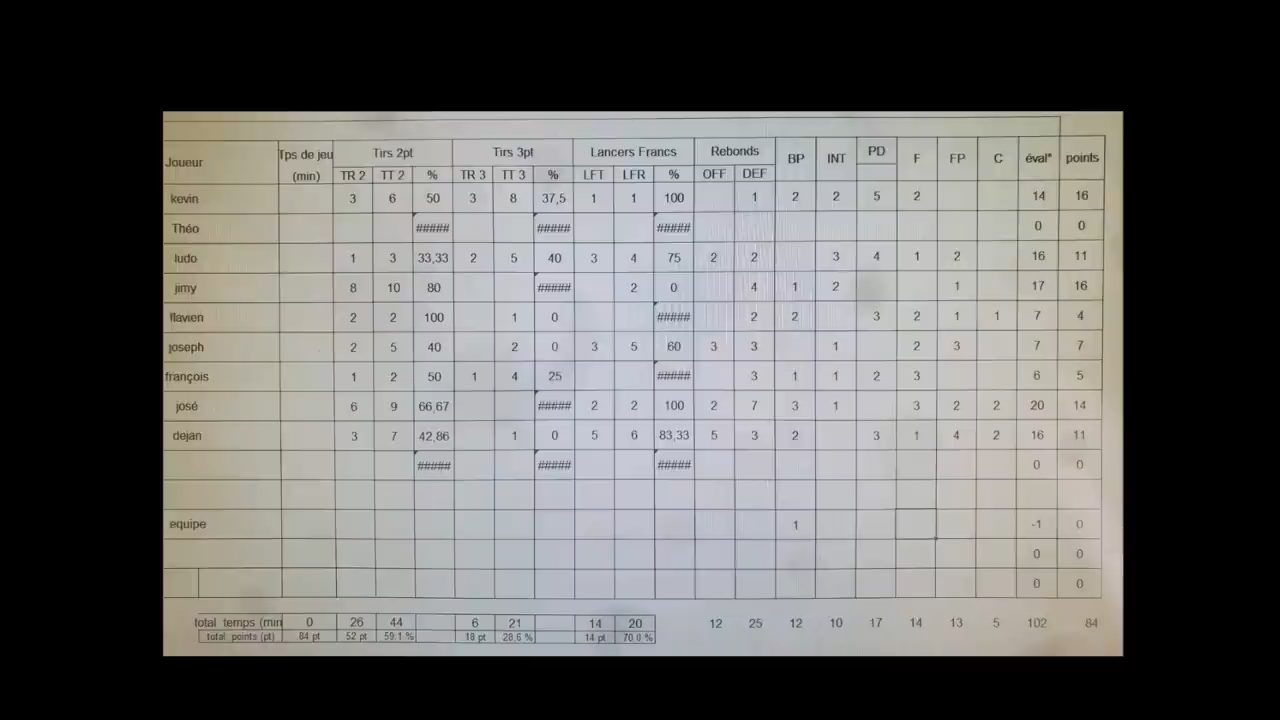 Joueur Tps de jeu (min) Tirs 2pt Tirs 3pt Lancers Francs Rebonds BP INT PD F FP C éval* points
TR 2 TT 2 % TR 3 TT 3 % LFT LFR % OFF DEF
kevin 3 6 50 3 8 37,5 1 1 100 1 2 2 5 2 14 16
Théo ##### ##### ##### 0 0
ludo 1 3 33,33 2 5 40 3 4 75 2 2 3 4 1 2 16 11
jimy 8 10 80 ##### 2 0 4 1 2 1 17 16
flavien 2 2 100 1 0 ##### 2 2 3 2 1 1 7 4
joseph 2 5 40 2 0 3 5 60 3 3 1 2 3 7 7
françois 1 2 50 1 4 25 ##### 3 1 1 2 3 6 5
josé 6 9 66,67 ##### 2 2 100 2 7 3 1 3 2 2 20 14
dejan 3 7 42,86 1 0 5 6 83,33 5 3 2 3 1 4 2 16 11
##### ##### ##### 0 0
equipe 1 -1 0
0 0
0 0
total temps (min 0 26 44 6 21 14 20 12 25 12 10 17 14 13 5 102 84
total points (pt) 84 pt 52 pt 59.1 % 18 pt 28,6 % 14 pt 70.0 %